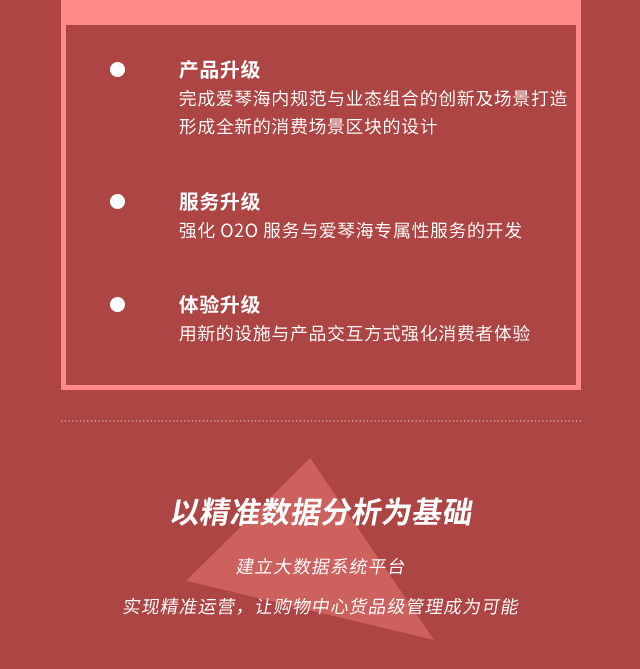 产品升级
完成爱琴海内规范与业态组合的创新及场景打造
形成全新的消费场景区块的设计
服务升级
强化 O2O 服务与爱琴海专属性服务的开发
体验升级
用新的设施与产品交互方式强化消费者体验
以精准数据分析为基础
建立大数据系统平台
实现精准运营，让购物中心货品级管理成为可能